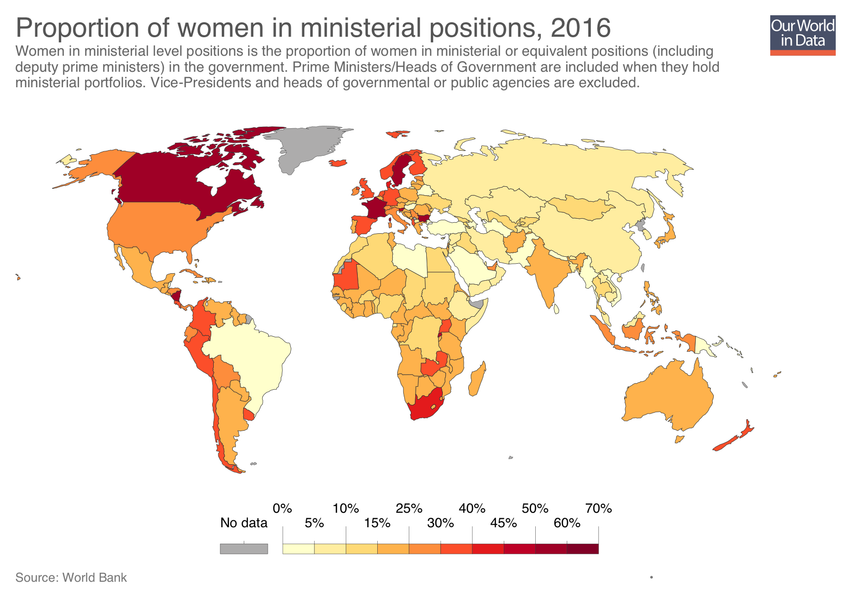 Proportion of women in ministerial positions, 2016
Our World
in Data
Women in ministerial level positions is the proportion of women in ministerial or equivalent positions (including
deputy prime ministers) in the government. Prime Ministers/Heads of Government are included when they hold
ministerial portfolios. Vice-Presidents and heads of governmental or public agencies are excluded.
0% 10% 25% 40% 50% 70%
No data 5% 15% 30% 45% 60%
Source: World Bank